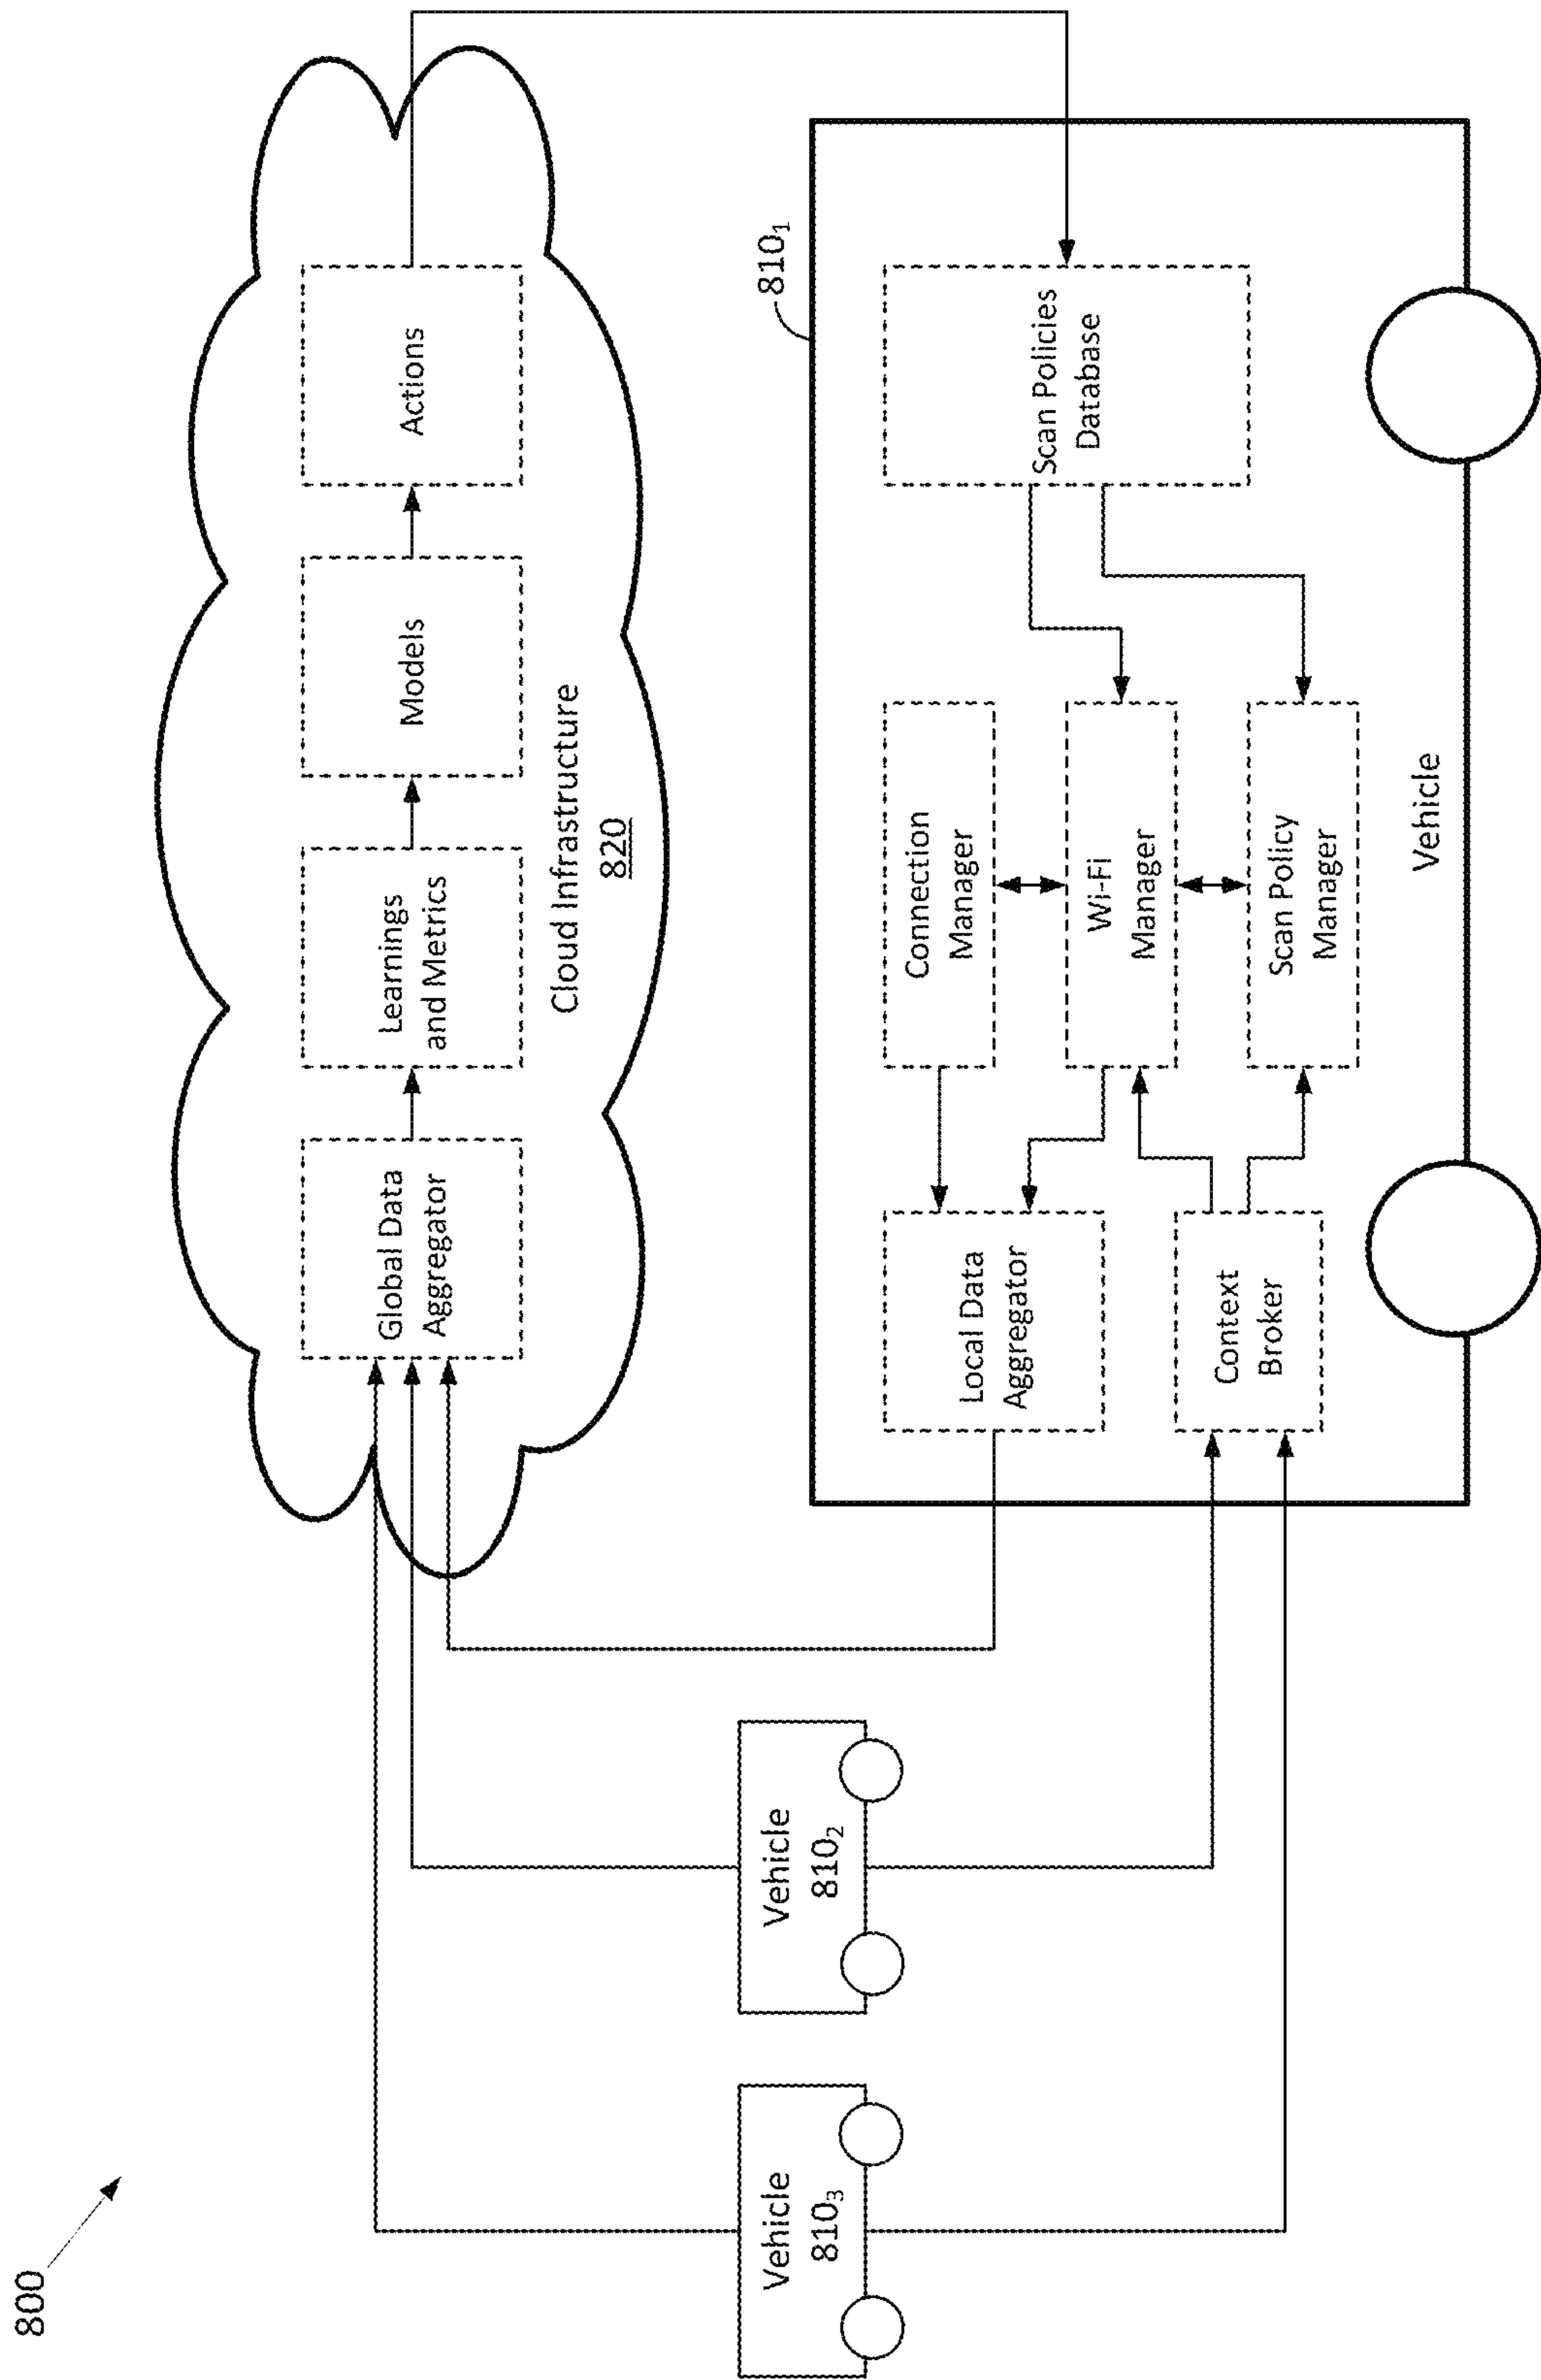 800
Global Data
Aggregator
Learnings
and Metrics
Models
Actions
Cloud Infrastructure
820
Vehicle
810₃
Vehicle
810₂
810₁
Local Data
Aggregator
Connection
Manager
Wi-Fi
Manager
Scan Policies
Database
Context
Broker
Scan Policy
Manager
Vehicle